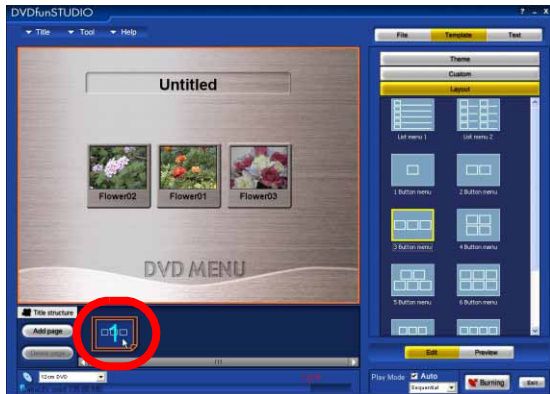 DVDfunSTUDIO
? - X
Title Tool Help
File Template Text
Theme
Custom
Layout
Untitled
List menu 1 List menu 2
1 Button menu 2 Button menu
Flower02 Flower01 Flower03
3 Button menu 4 Button menu
DVD MENU
5 Button menu 6 Button menu
Title structure
Add page
1
Delete page
Edit Preview
12cm DVD
Play Mode Auto
Sequential
Burning
Exit